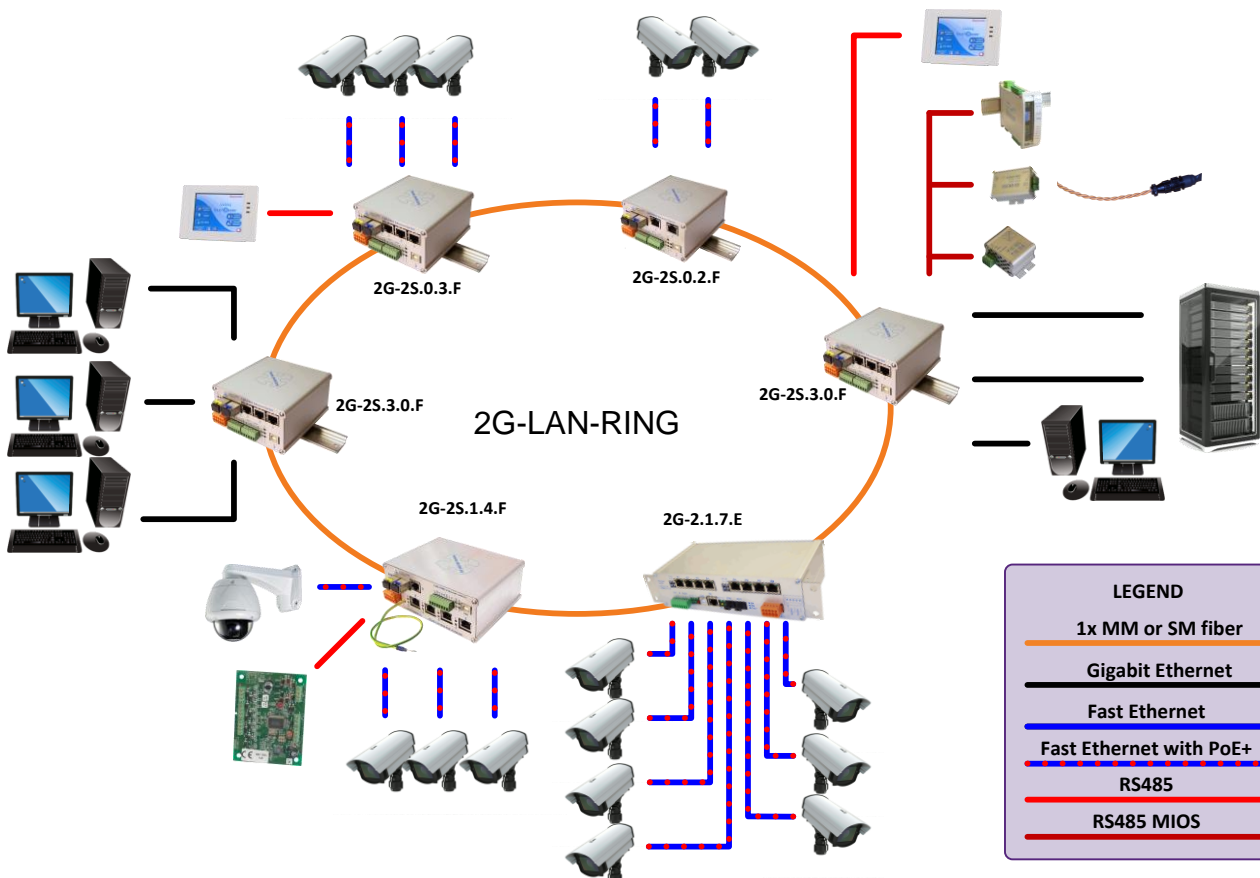 2G-2S.0.3.F
2G-2S.0.2.F
2G-2S.3.0.F
2G-2S.3.0.F
2G-LAN-RING
2G-2S.1.4.F
2G-2.1.7.E
LEGEND
1x MM or SM fiber
Gigabit Ethernet
Fast Ethernet
Fast Ethernet with PoE+
RS485
RS485 MIOS